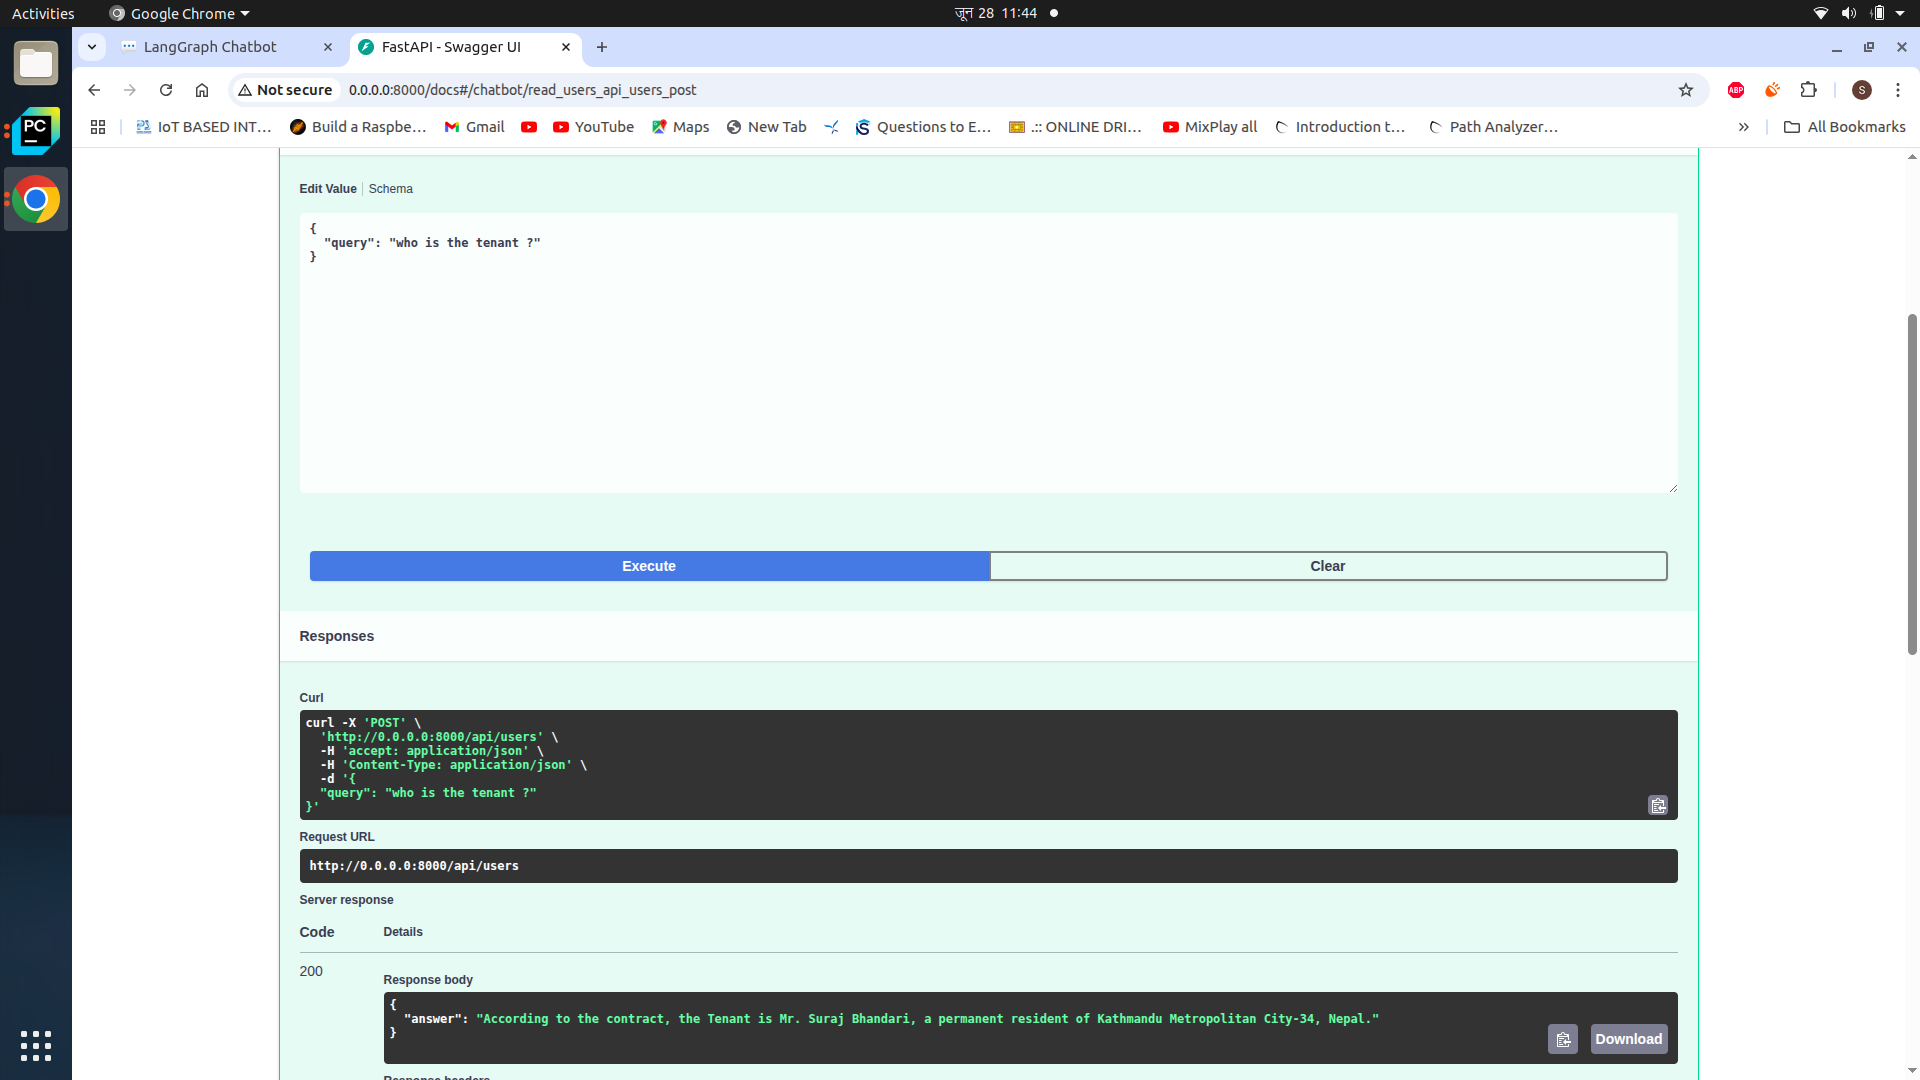 Activities
Google Chrome
जून 28 11:44
LangGraph Chatbot
FastAPI - Swagger UI
Not secure
0.0.0.0:8000/docs#/chatbot/read_users_api_users_post
ABP
S
PC
IoT BASED INT...
Build a Raspbe...
Gmail
YouTube
Maps
New Tab
Questions to E...
.:: ONLINE DRI...
MixPlay all
Introduction t...
Path Analyzer...
All Bookmarks
Edit Value
Schema
{
"query": "who is the tenant ?"
}
Execute
Clear
Responses
Curl
curl -X 'POST' \
'http://0.0.0.0:8000/api/users' \
-H 'accept: application/json' \
-H 'Content-Type: application/json' \
-d '{
"query": "who is the tenant ?"
}'
Request URL
http://0.0.0.0:8000/api/users
Server response
Code
Details
200
Response body
{
"answer": "According to the contract, the Tenant is Mr. Suraj Bhandari, a permanent resident of Kathmandu Metropolitan City-34, Nepal."
}
Download
Response headers